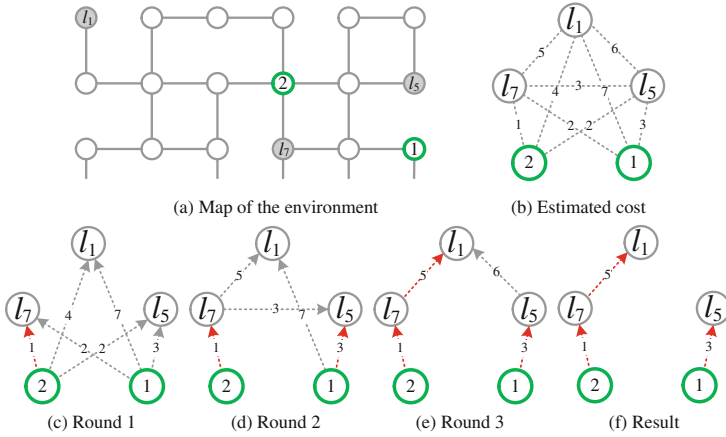 l₁
2
l₅
l₇
1
(a) Map of the environment
l₁
5 6
l₇ 4 3 7 l₅
1 2 2 3
2 1
(b) Estimated cost
l₁
l₇ 4 7 l₅
1 2 2 3
2 1
(c) Round 1
l₁
5
l₇ 3 7 l₅
1 3
2 1
(d) Round 2
l₁
5 6
l₇ l₅
1 3
2 1
(e) Round 3
l₁
5
l₇ l₅
1 3
2 1
(f) Result